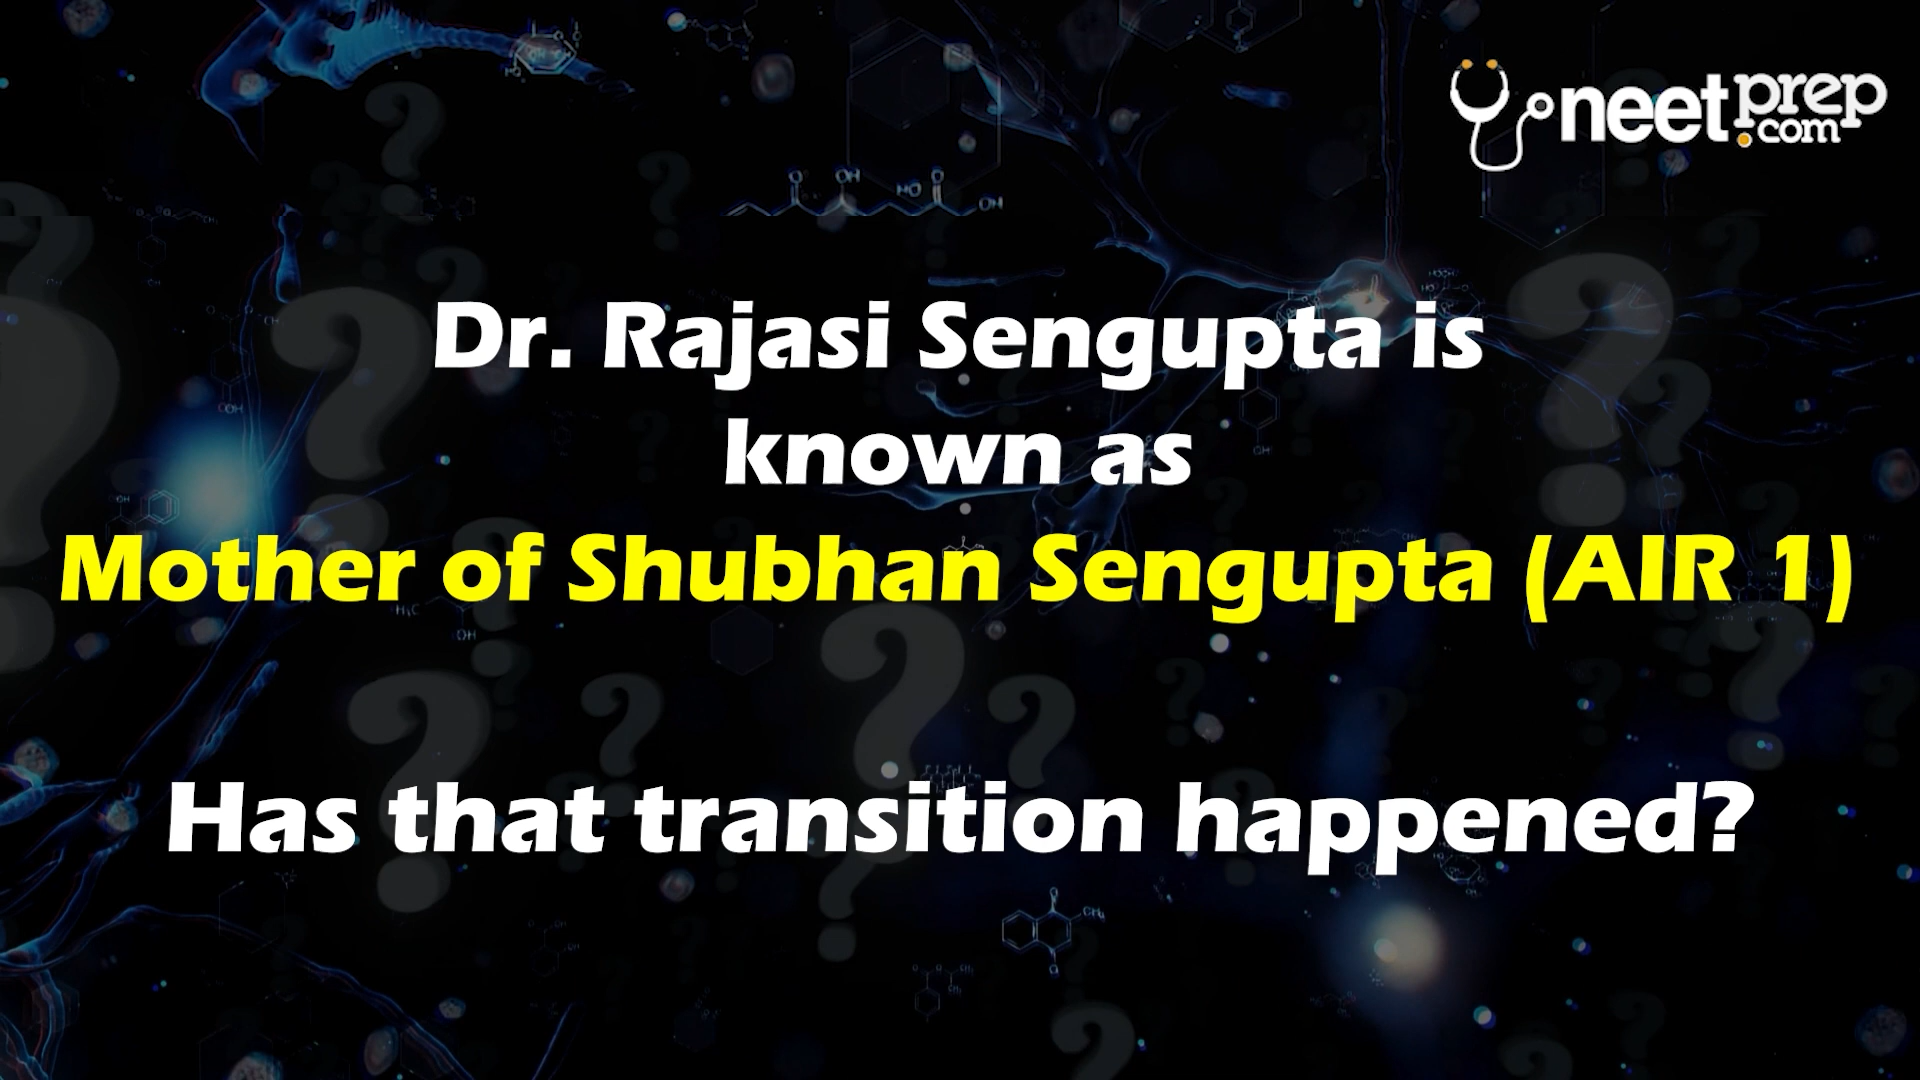 neetprep
.com
Dr. Rajasi Sengupta is
known as
Mother of Shubhan Sengupta (AIR 1)
Has that transition happened?